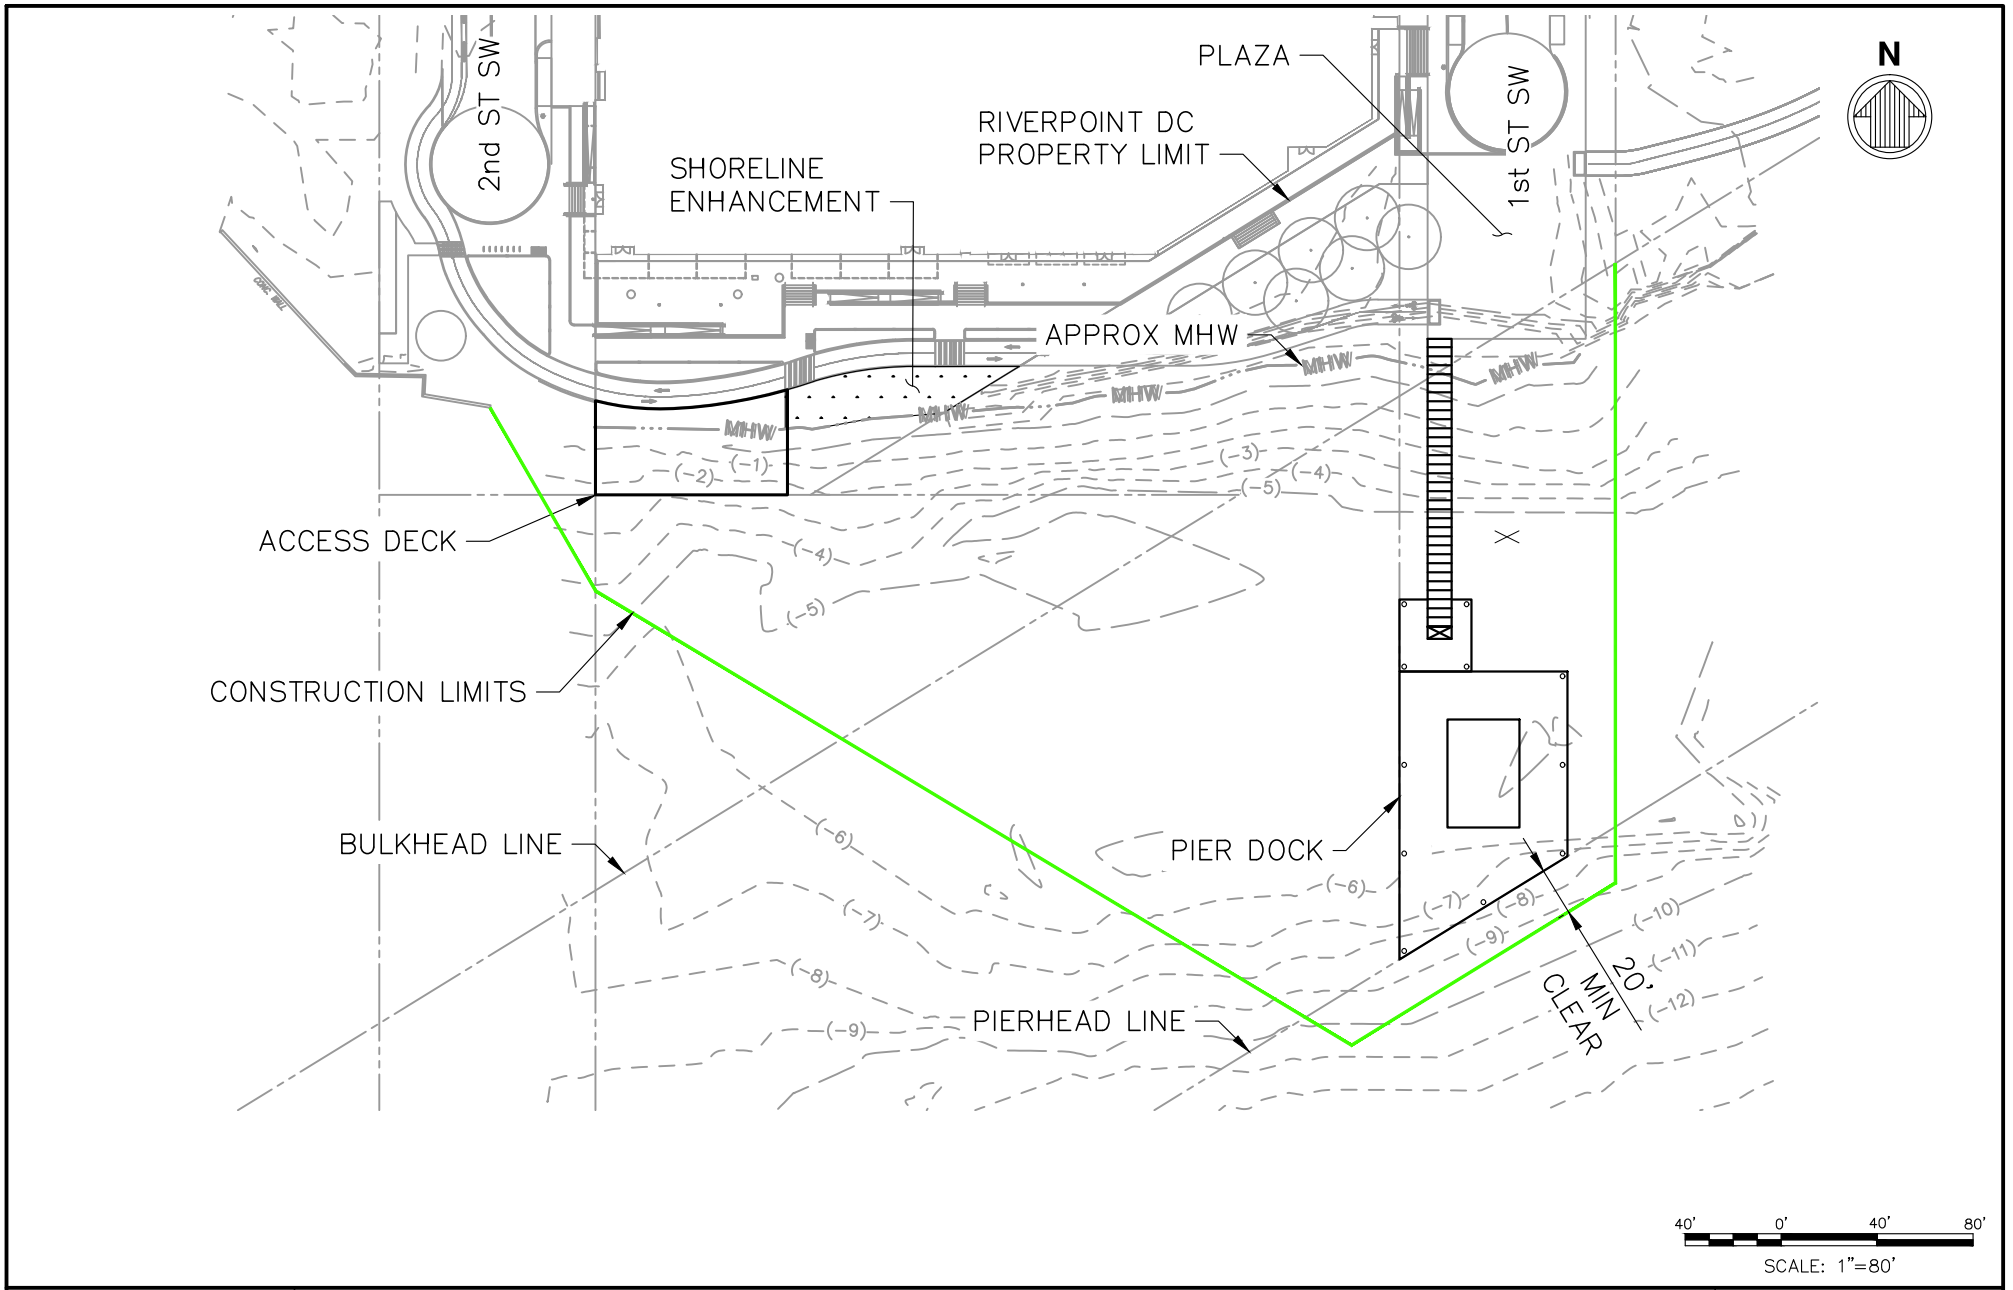 N
PLAZA
2nd ST SW
1st ST SW
RIVERPOINT DC
PROPERTY LIMIT
SHORELINE
ENHANCEMENT
CONC. WALL
APPROX MHW
MHW
MHW
MHW
MHW
MHW
(-1)
(-2)
(-3)
(-4)
(-5)
ACCESS DECK
(-4)
(-5)
CONSTRUCTION LIMITS
BULKHEAD LINE
(-6)
PIER DOCK
(-6)
(-7)
(-7)
(-8)
(-9)
(-10)
(-11)
(-12)
(-8)
(-9)
PIERHEAD LINE
20'
MIN
CLEAR
40' 0' 40' 80'
SCALE: 1"=80'